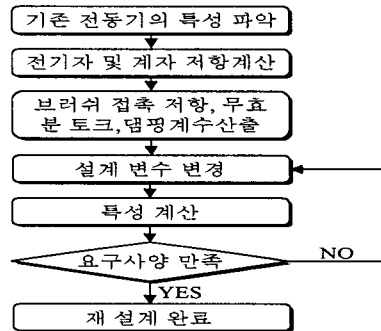 기존 전동기의 특성 파악
전기자 및 계자 저항계산
브러쉬 접촉 저항, 무효
분 토크,댐핑계수산출
설계 변수 변경
특성 계산
요구사양 만족
NO
YES
재 설계 완료